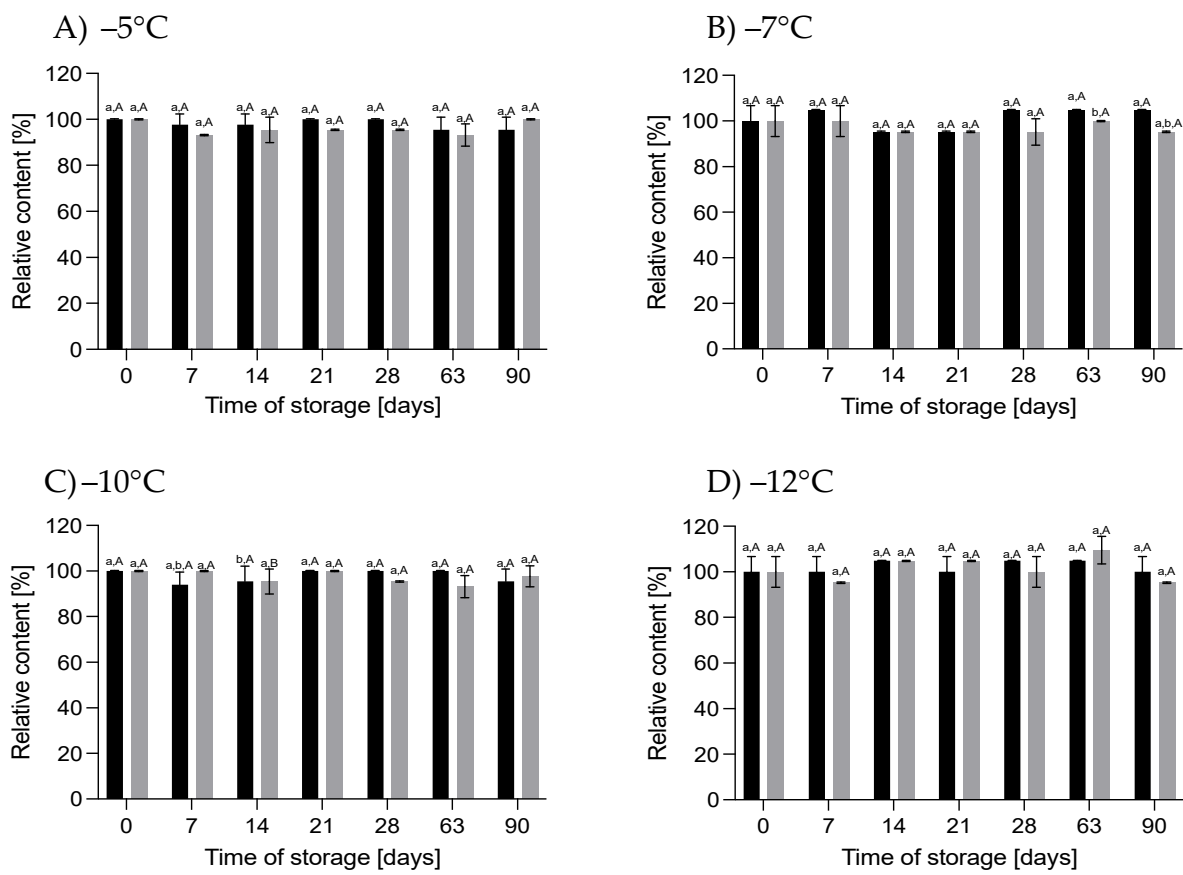 A) –5°C
120
100
80
60
40
20
0
Relative content [%]
a,A a,A a,A a,A a,A a,A a,A a,A a,A a,A a,A a,A a,A a,A
0 7 14 21 28 63 90
Time of storage [days]
B) –7°C
120
100
80
60
40
20
0
Relative content [%]
a,A a,A a,A a,A a,A a,A a,A a,A a,A a,A a,A b,A a,A a,b,A
0 7 14 21 28 63 90
Time of storage [days]
C) –10°C
120
100
80
60
40
20
0
Relative content [%]
a,A a,A a,b,A a,A b,A a,B a,A a,A a,A a,A a,A a,A a,A a,A
0 7 14 21 28 63 90
Time of storage [days]
D) –12°C
120
100
80
60
40
20
0
Relative content [%]
a,A a,A a,A a,A a,A a,A a,A a,A a,A a,A a,A a,A a,A a,A
0 7 14 21 28 63 90
Time of storage [days]